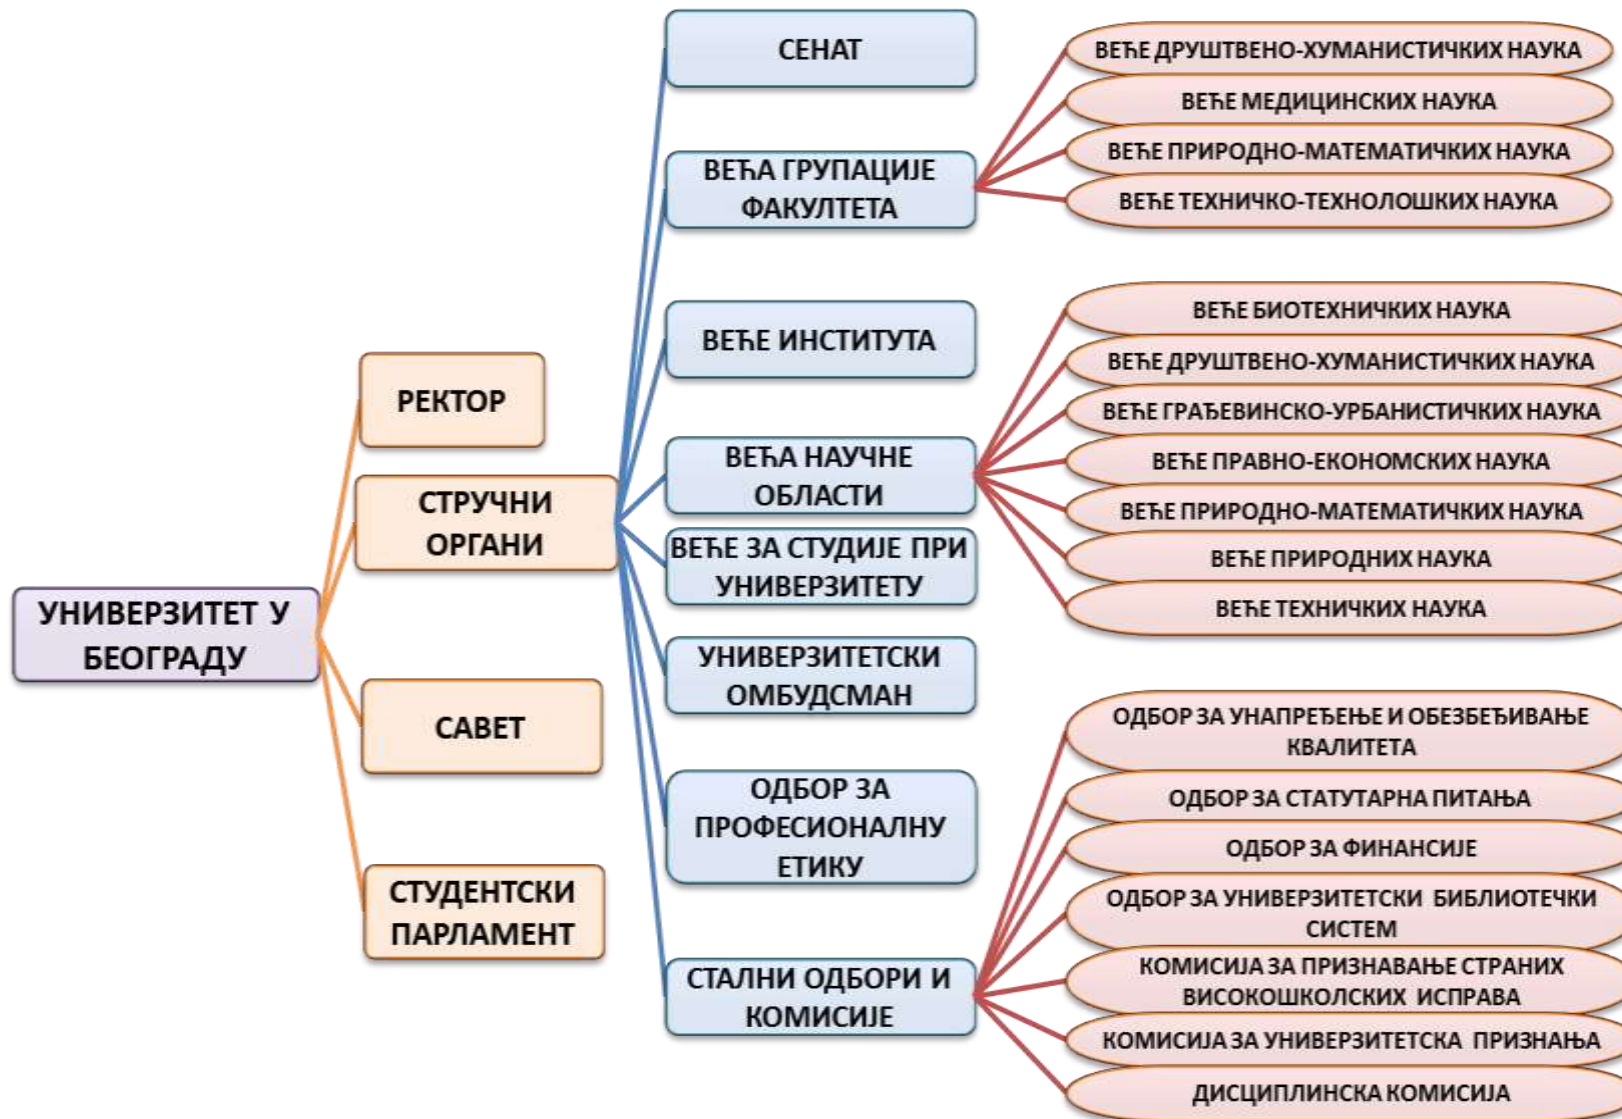 УНИВЕРЗИТЕТ У
БЕОГРАДУ
РЕКТОР
СТРУЧНИ
ОРГАНИ
САВЕТ
СТУДЕНТСКИ
ПАРЛАМЕНТ
СЕНАТ
ВЕЋА ГРУПАЦИЈЕ
ФАКУЛТЕТА
ВЕЋЕ ИНСТИТУТА
ВЕЋА НАУЧНЕ
ОБЛАСТИ
ВЕЋЕ ЗА СТУДИЈЕ ПРИ
УНИВЕРЗИТЕТУ
УНИВЕРЗИТЕТСКИ
ОМБУДСМАН
ОДБОР ЗА
ПРОФЕСИОНАЛНУ
ЕТИКУ
СТАЛНИ ОДБОРИ И
КОМИСИЈЕ
ВЕЋЕ ДРУШТВЕНО-ХУМАНИСТИЧКИХ НАУКА
ВЕЋЕ МЕДИЦИНСКИХ НАУКА
ВЕЋЕ ПРИРОДНО-МАТЕМАТИЧКИХ НАУКА
ВЕЋЕ ТЕХНИЧКО-ТЕХНОЛОШКИХ НАУКА
ВЕЋЕ БИОТЕХНИЧКИХ НАУКА
ВЕЋЕ ДРУШТВЕНО-ХУМАНИСТИЧКИХ НАУКА
ВЕЋЕ ГРАЂЕВИНСКО-УРБАНИСТИЧКИХ НАУКА
ВЕЋЕ ПРАВНО-ЕКОНОМСКИХ НАУКА
ВЕЋЕ ПРИРОДНО-МАТЕМАТИЧКИХ НАУКА
ВЕЋЕ ПРИРОДНИХ НАУКА
ВЕЋЕ ТЕХНИЧКИХ НАУКА
ОДБОР ЗА УНАПРЕЂЕЊЕ И ОБЕЗБЕЂИВАЊЕ
КВАЛИТЕТА
ОДБОР ЗА СТАТУТАРНА ПИТАЊА
ОДБОР ЗА ФИНАНСИЈЕ
ОДБОР ЗА УНИВЕРЗИТЕТСКИ БИБЛИОТЕЧКИ
СИСТЕМ
КОМИСИЈА ЗА ПРИЗНАВАЊЕ СТРАНИХ
ВИСОКОШКОЛСКИХ ИСПРАВА
КОМИСИЈА ЗА УНИВЕРЗИТЕТСКА ПРИЗНАЊА
ДИСЦИПЛИНСКА КОМИСИЈА